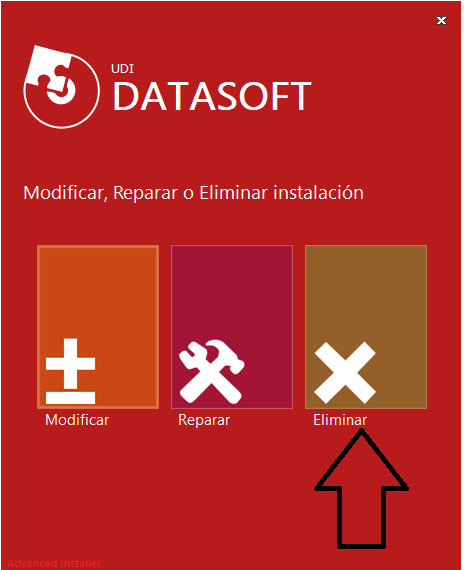 UDI
DATASOFT
Modificar, Reparar o Eliminar instalación
Modificar
Reparar
Eliminar
Advanced Installer